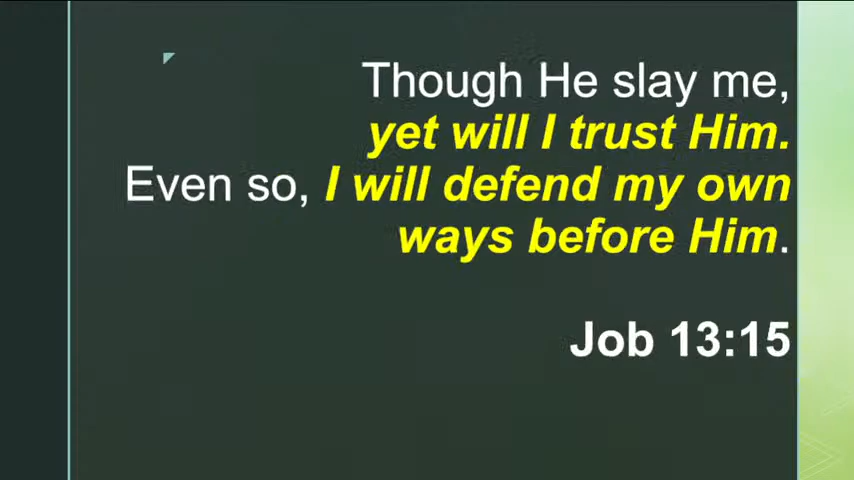 Though He slay me,
yet will I trust Him.
Even so, I will defend my own
ways before Him.
Job 13:15